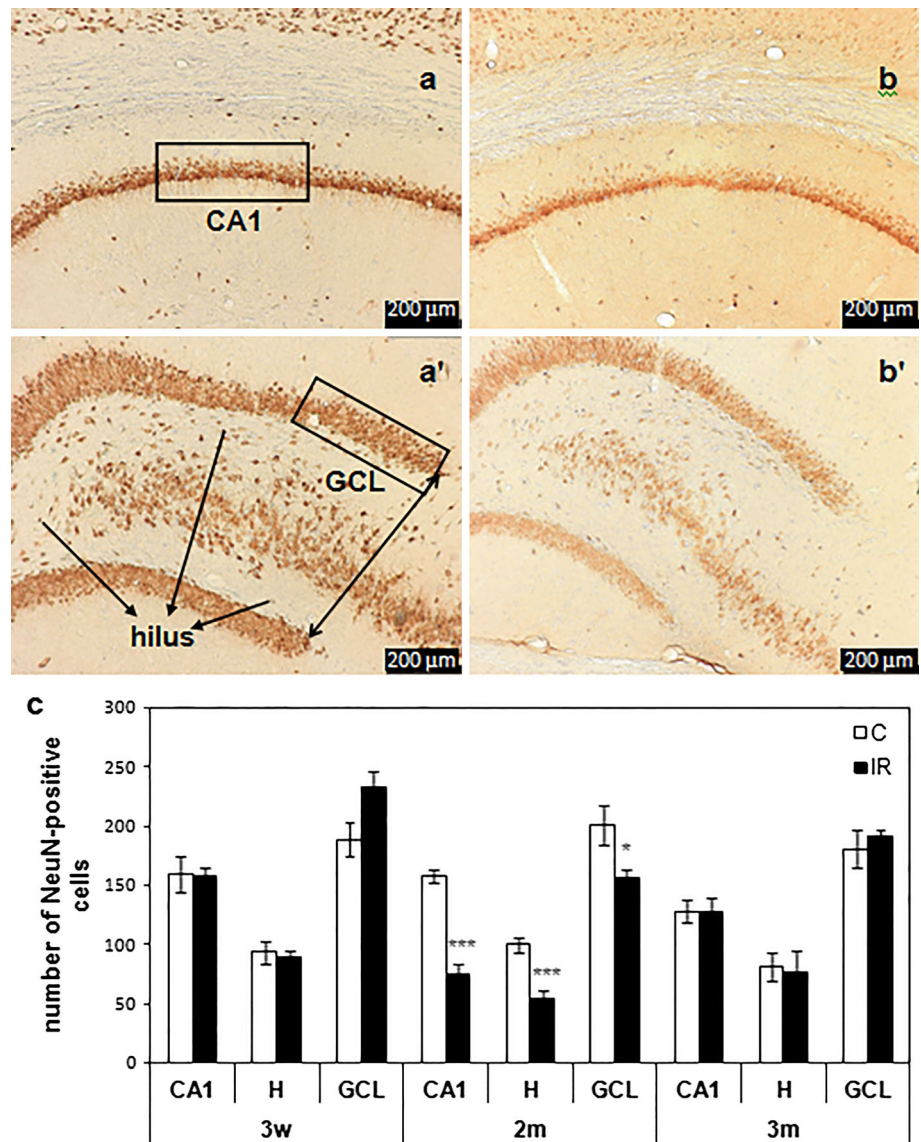 a
CA1
200 µm
b
200 µm
a'
GCL
hilus
200 µm
b'
200 µm
c
number of NeuN-positive
cells
300
250
200
150
100
50
0
C
IR
***
***
*
CA1 H GCL CA1 H GCL CA1 H GCL
3w 2m 3m